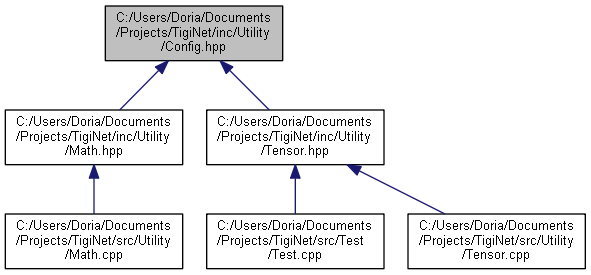 C:/Users/Doria/Documents
/Projects/TigiNet/inc/Utility
/Config.hpp
C:/Users/Doria/Documents
/Projects/TigiNet/inc/Utility
/Math.hpp
C:/Users/Doria/Documents
/Projects/TigiNet/inc/Utility
/Tensor.hpp
C:/Users/Doria/Documents
/Projects/TigiNet/src/Utility
/Math.cpp
C:/Users/Doria/Documents
/Projects/TigiNet/src/Test
/Test.cpp
C:/Users/Doria/Documents
/Projects/TigiNet/src/Utility
/Tensor.cpp